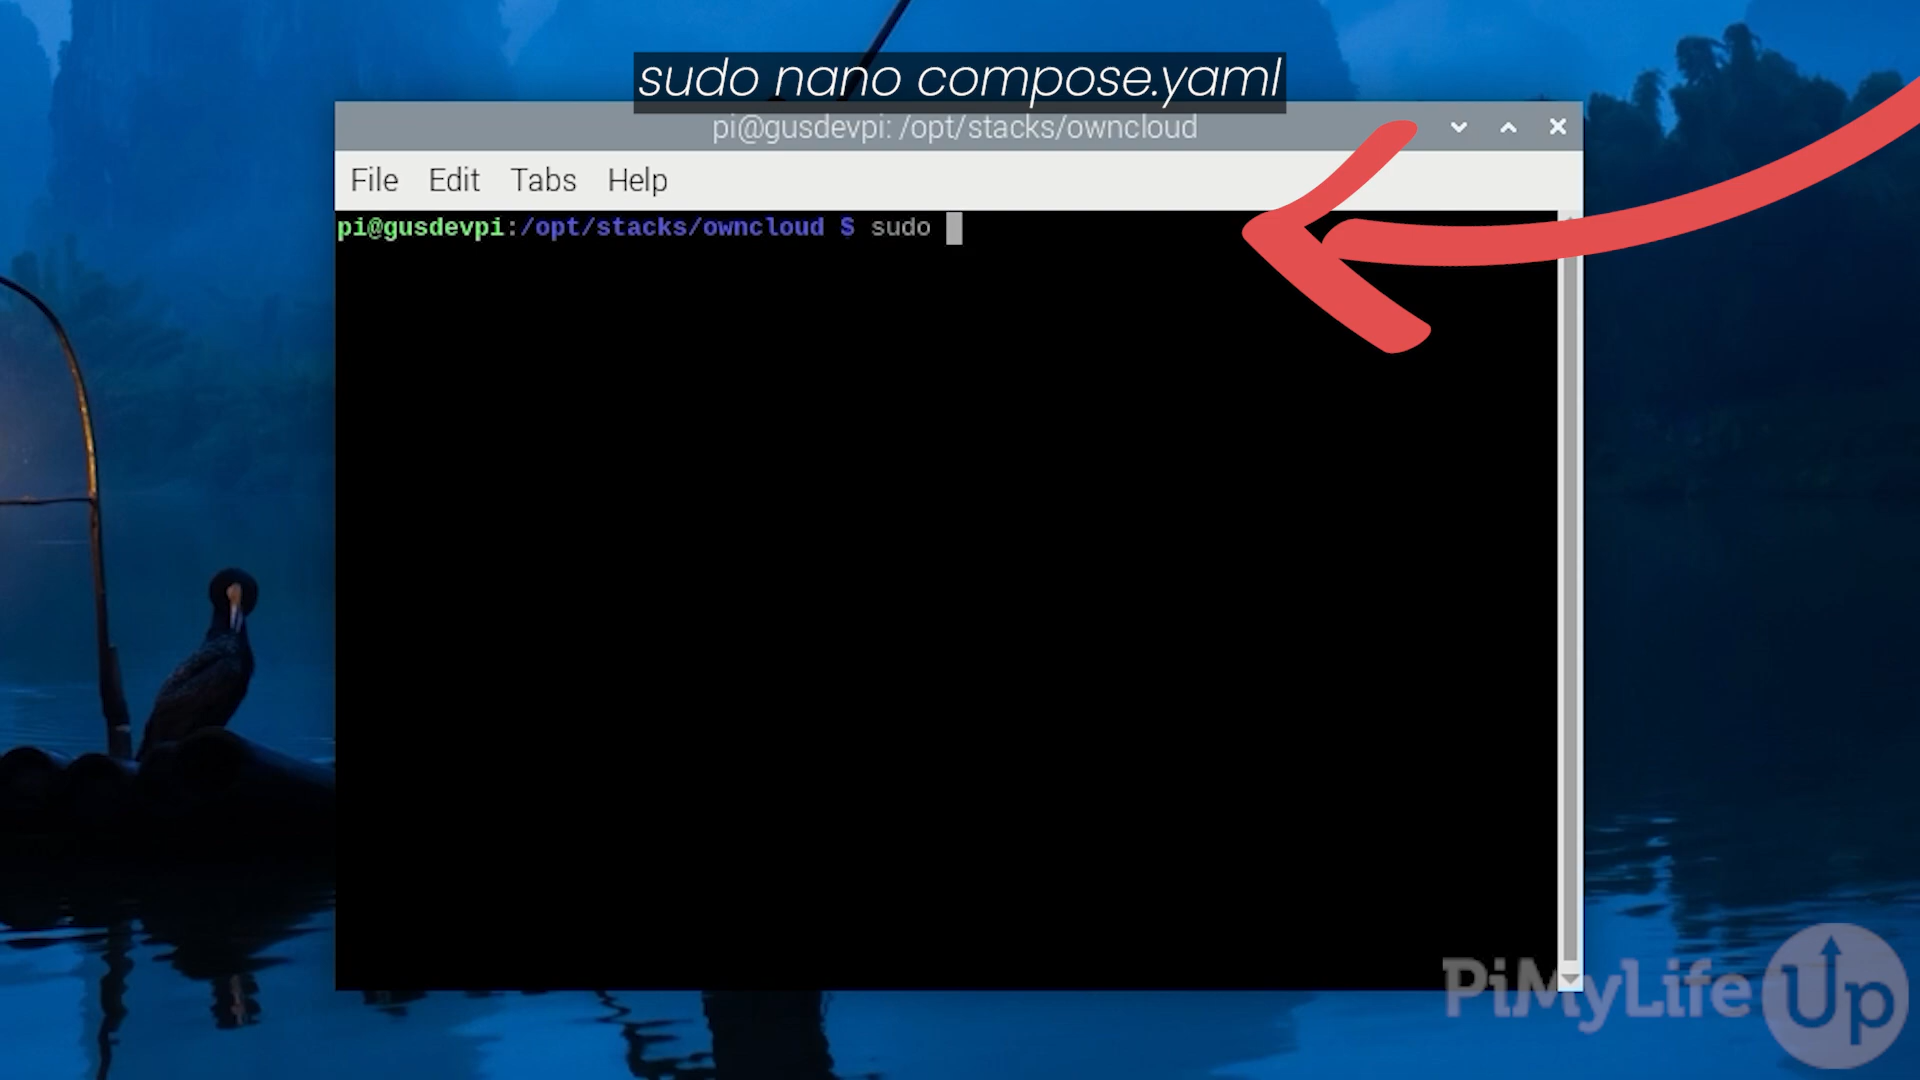 sudo nano compose.yaml
pi@gusdevpi: /opt/stacks/owncloud
File Edit Tabs Help
pi@gusdevpi:/opt/stacks/owncloud $ sudo
PiMyLifeUp